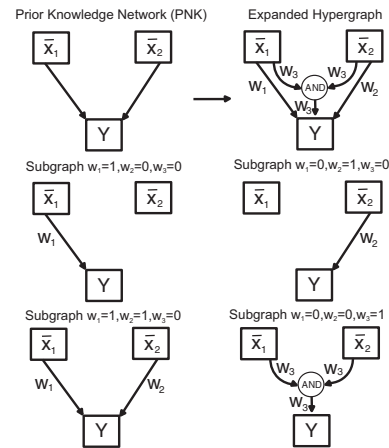 Prior Knowledge Network (PNK)
Expanded Hypergraph
x̄₁ x̄₂
Y
x̄₁ x̄₂
w₃ w₃
AND
w₁ w₂
w₃
Y
Subgraph w₁=1,w₂=0,w₃=0
Subgraph w₁=0,w₂=1,w₃=0
x̄₁ x̄₂
w₁
Y
x̄₁ x̄₂
w₂
Y
Subgraph w₁=1,w₂=1,w₃=0
Subgraph w₁=0,w₂=0,w₃=1
x̄₁ x̄₂
w₁ w₂
Y
x̄₁ x̄₂
w₃ w₃
AND
w₃
Y